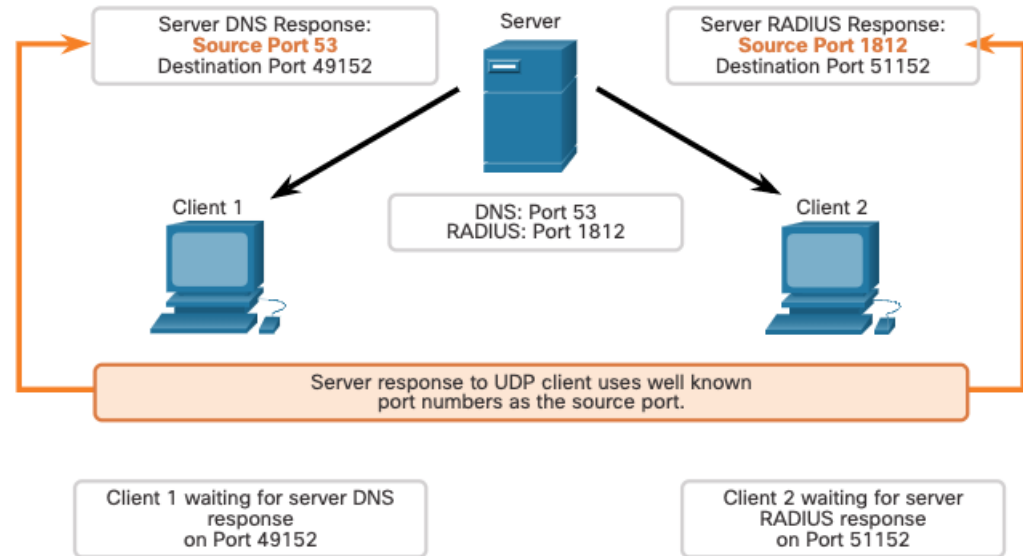 Server DNS Response:
Source Port 53
Destination Port 49152
Server
Server RADIUS Response:
Source Port 1812
Destination Port 51152
Client 1
DNS: Port 53
RADIUS: Port 1812
Client 2
Server response to UDP client uses well known
port numbers as the source port.
Client 1 waiting for server DNS
response
on Port 49152
Client 2 waiting for server
RADIUS response
on Port 51152